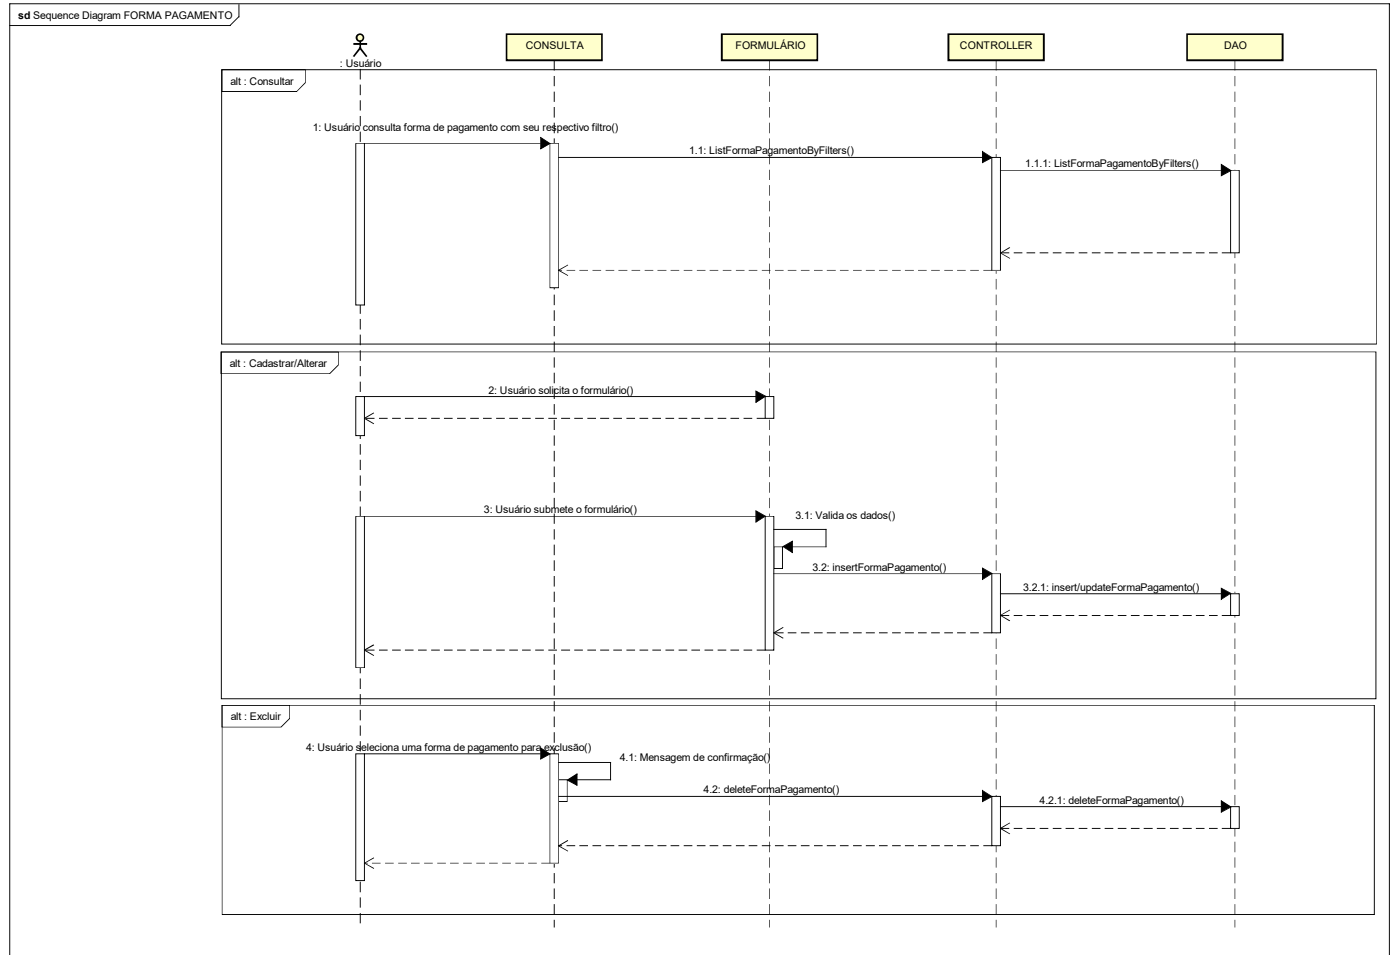 sd Sequence Diagram FORMA PAGAMENTO
: Usuário
CONSULTA
FORMULÁRIO
CONTROLLER
DAO
alt : Consultar
1: Usuário consulta forma de pagamento com seu respectivo filtro()
1.1: ListFormaPagamentoByFilters()
1.1.1: ListFormaPagamentoByFilters()
alt : Cadastrar/Alterar
2: Usuário solicita o formulário()
3: Usuário submete o formulário()
3.1: Valida os dados()
3.2: insertFormaPagamento()
3.2.1: insert/updateFormaPagamento()
alt : Excluir
4: Usuário seleciona uma forma de pagamento para exclusão()
4.1: Mensagem de confirmação()
4.2: deleteFormaPagamento()
4.2.1: deleteFormaPagamento()